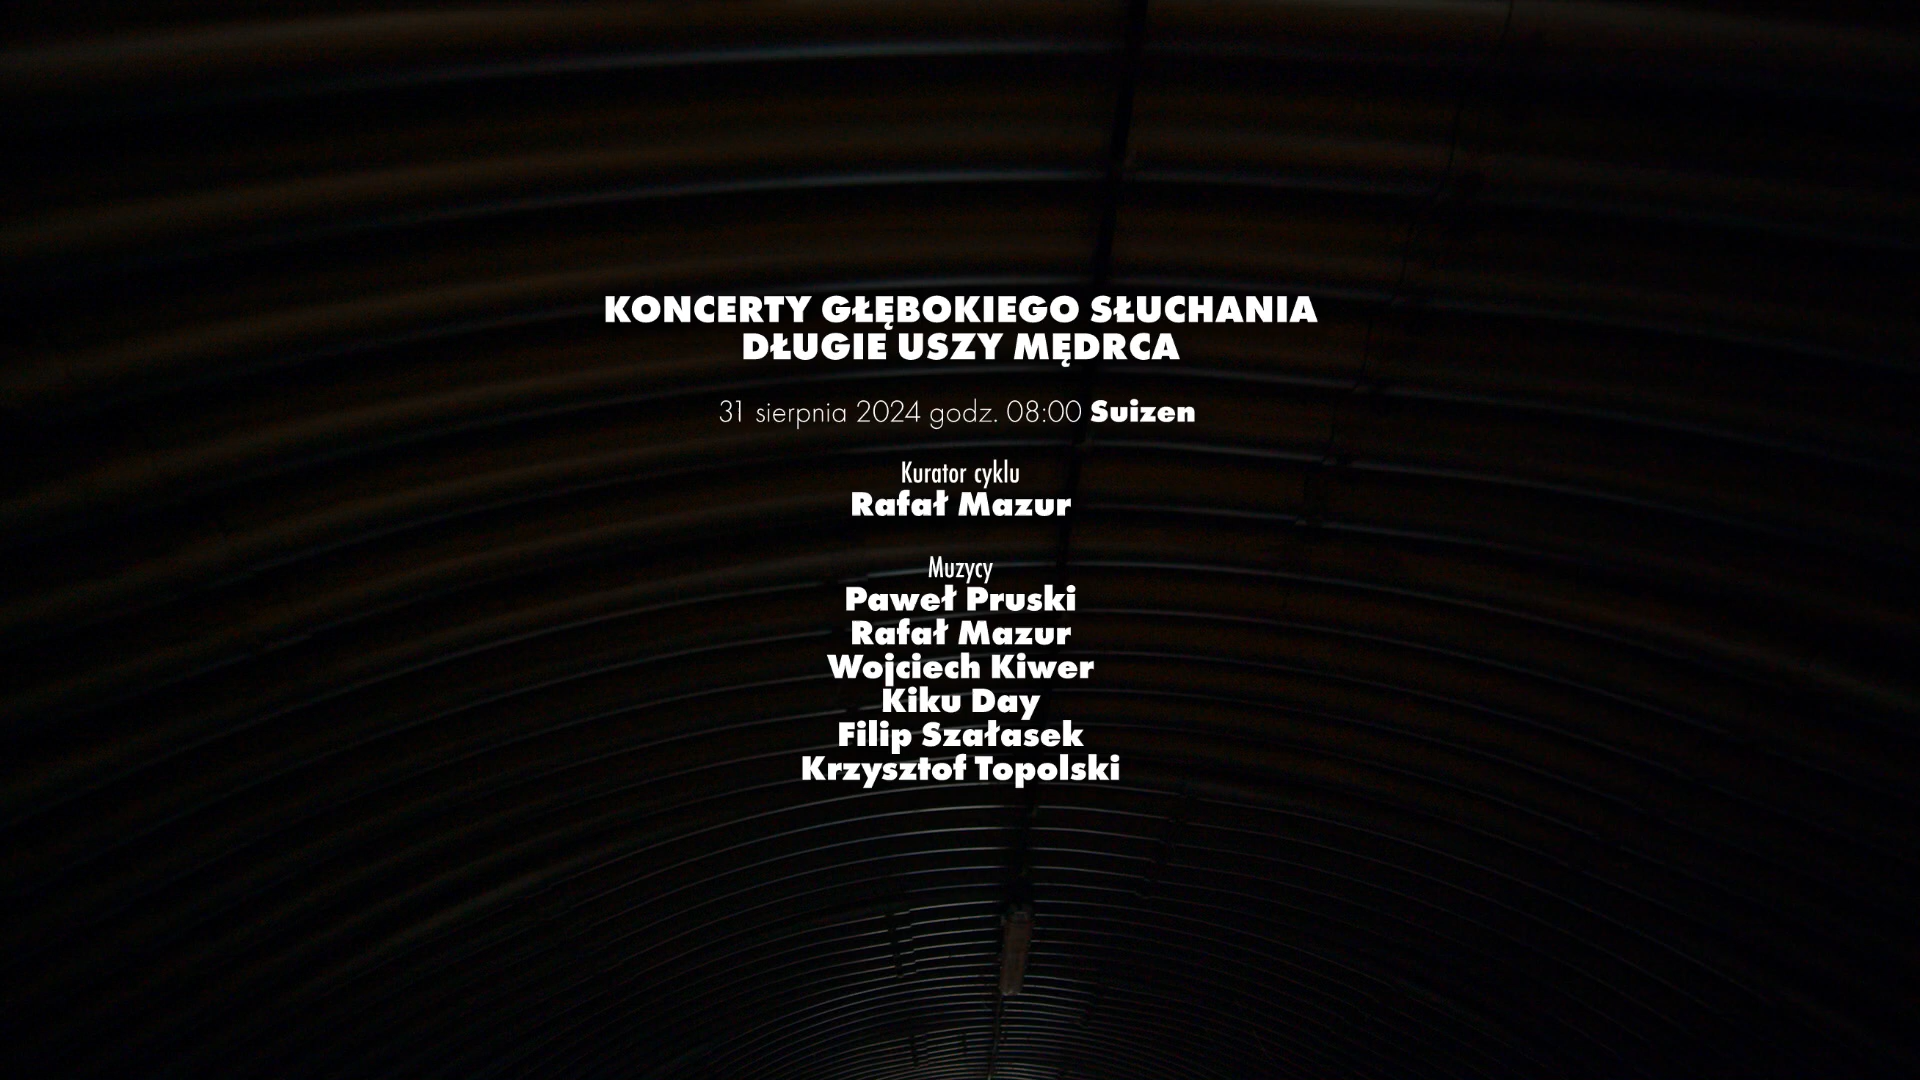 KONCERTY GŁĘBOKIEGO SŁUCHANIA
DŁUGIE USZY MĘDRCA
31 sierpnia 2024 godz. 08:00 Suizen
Kurator cyklu
Rafał Mazur
Muzycy
Paweł Pruski
Rafał Mazur
Wojciech Kiwer
Kiku Day
Filip Szałasek
Krzysztof Topolski